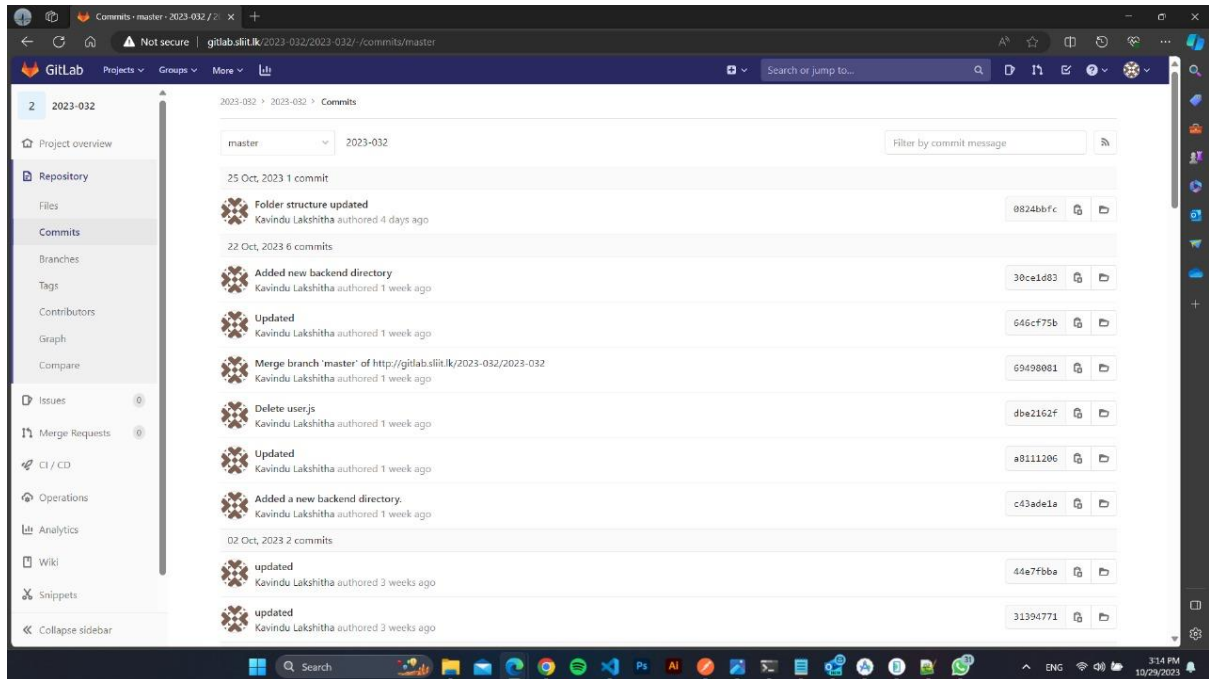 Commits · master · 2023-032 / 2
Not secure | gitlab.sliit.lk/2023-032/2023-032/-/commits/master
GitLab Projects Groups More Search or jump to...
2 2023-032
2023-032 > 2023-032 > Commits
Project overview
master 2023-032 Filter by commit message
Repository
25 Oct, 2023 1 commit
Files
Folder structure updated
Kavindu Lakshitha authored 4 days ago
0824bbfc
Commits
22 Oct, 2023 6 commits
Branches
Added new backend directory
Kavindu Lakshitha authored 1 week ago
30ce1d83
Tags
Contributors
Updated
Kavindu Lakshitha authored 1 week ago
646cf75b
Graph
Compare
Merge branch 'master' of http://gitlab.sliit.lk/2023-032/2023-032
Kavindu Lakshitha authored 1 week ago
69498081
Issues 0
Delete user.js
Kavindu Lakshitha authored 1 week ago
dbe2162f
Merge Requests 0
CI / CD
Updated
Kavindu Lakshitha authored 1 week ago
a8111206
Operations
Added a new backend directory.
Kavindu Lakshitha authored 1 week ago
c43ade1a
Analytics
02 Oct, 2023 2 commits
Wiki
updated
Kavindu Lakshitha authored 3 weeks ago
44e7fbba
Snippets
updated
Kavindu Lakshitha authored 3 weeks ago
31394771
Collapse sidebar
Search Ps Ai ENG 3:14 PM
10/29/2023